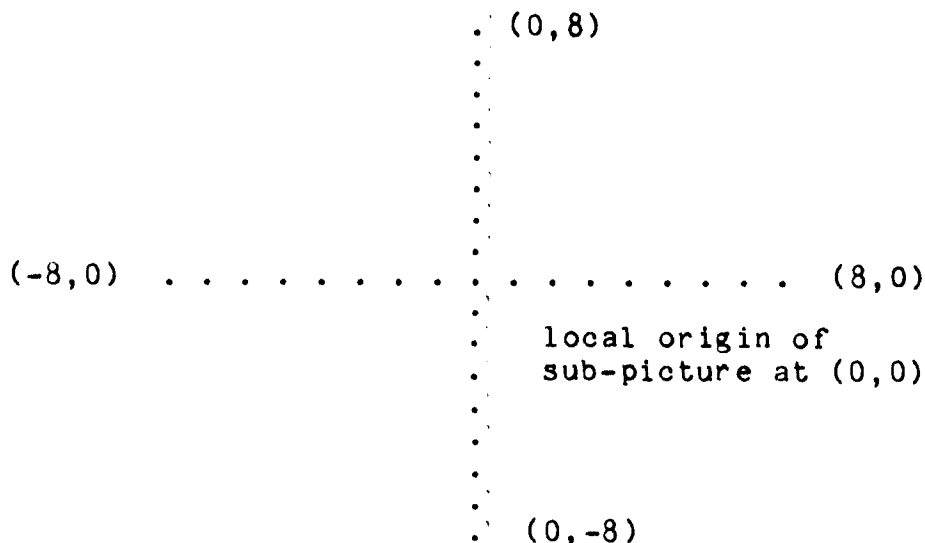 (0,8)
(-8,0) (8,0)
local origin of
sub-picture at (0,0)
(0,-8)